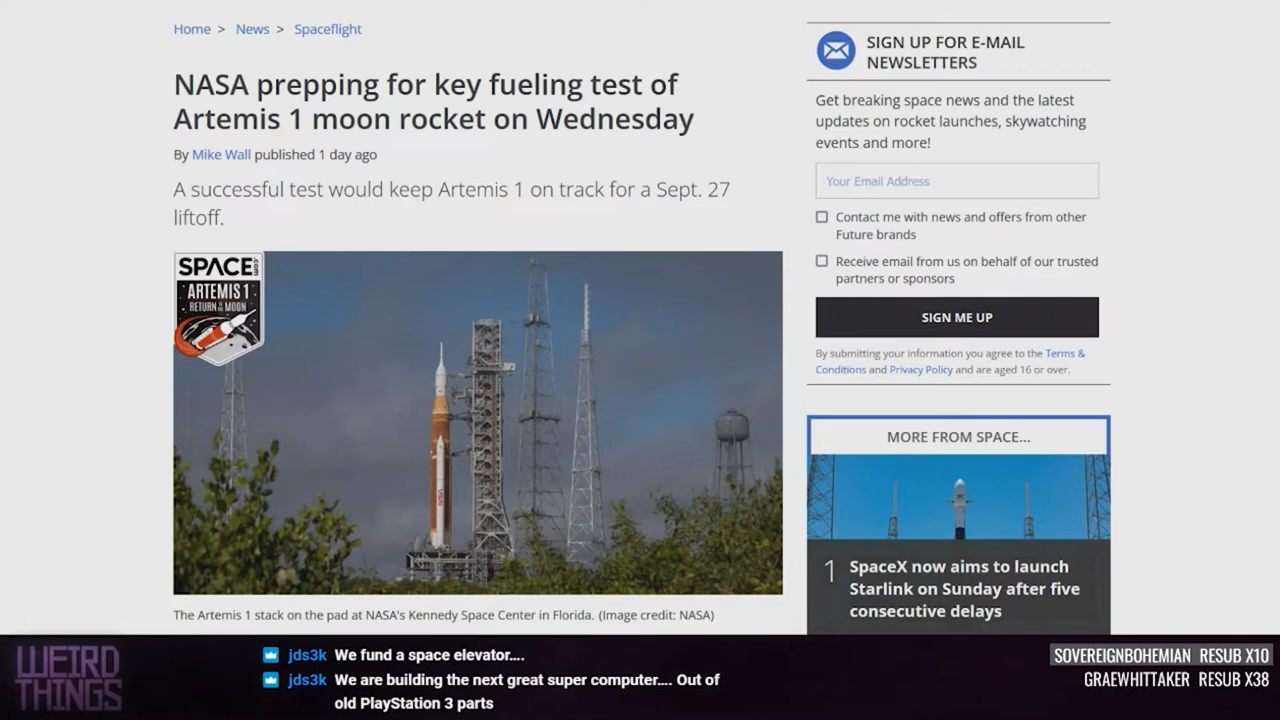 Home > News > Spaceflight
NASA prepping for key fueling test of
Artemis 1 moon rocket on Wednesday
By Mike Wall published 1 day ago
A successful test would keep Artemis 1 on track for a Sept. 27
liftoff.
SPACE.com
ARTEMIS 1
RETURN TO THE MOON
The Artemis 1 stack on the pad at NASA's Kennedy Space Center in Florida. (Image credit: NASA)
SIGN UP FOR E-MAIL
NEWSLETTERS
Get breaking space news and the latest
updates on rocket launches, skywatching
events and more!
Your Email Address
Contact me with news and offers from other
Future brands
Receive email from us on behalf of our trusted
partners or sponsors
SIGN ME UP
By submitting your information you agree to the Terms &
Conditions and Privacy Policy and are aged 16 or over.
MORE FROM SPACE...
1 SpaceX now aims to launch
Starlink on Sunday after five
consecutive delays
WEIRD
THINGS
jds3k We fund a space elevator....
jds3k We are building the next great super computer.... Out of
old PlayStation 3 parts
SOVEREIGNBOHEMIAN RESUB X10
GRAEWHITTAKER RESUB X38